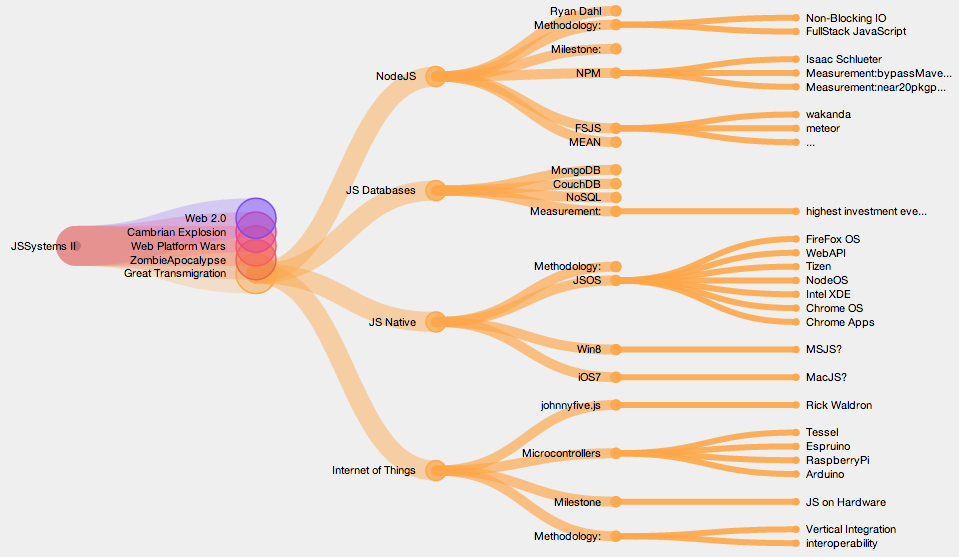 JSSystems II
Web 2.0
Cambrian Explosion
Web Platform Wars
ZombieApocalypse
Great Transmigration
NodeJS
Ryan Dahl
Methodology:
Non-Blocking IO
FullStack JavaScript
Milestone:
NPM
Isaac Schlueter
Measurement:bypassMave...
Measurement:near20pkgp...
FSJS
wakanda
meteor
...
MEAN
JS Databases
MongoDB
CouchDB
NoSQL
Measurement:
highest investment eve...
JS Native
Methodology:
JSOS
FireFox OS
WebAPI
Tizen
NodeOS
Intel XDE
Chrome OS
Chrome Apps
Win8
MSJS?
iOS7
MacJS?
Internet of Things
johnnyfive.js
Rick Waldron
Microcontrollers
Tessel
Espruino
RaspberryPi
Arduino
Milestone
JS on Hardware
Methodology:
Vertical Integration
interoperability